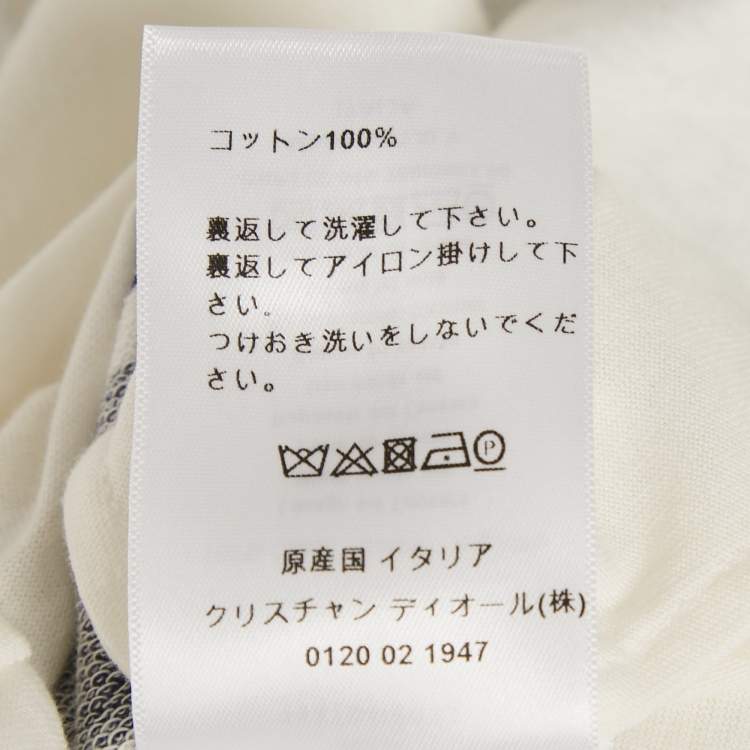 コットン100%
裏返して洗濯して下さい。
裏返してアイロン掛けして下
さい。
つけおき洗いをしないでくだ
さい。
P
原産国 イタリア
クリスチャン ディオール(株)
0120 02 1947